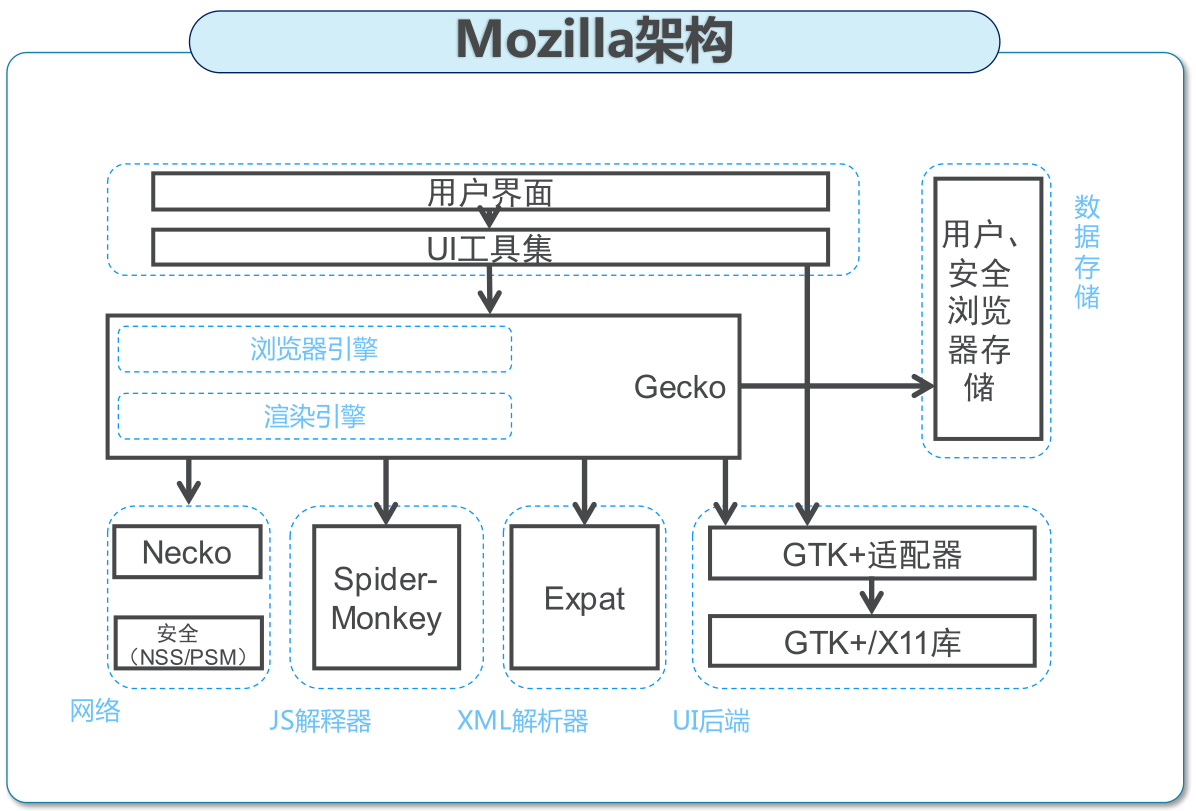 Mozilla架构
用户界面
UI工具集
浏览器引擎
渲染引擎
Gecko
用户、
安全
浏览
器存
储
数
据
存
储
Necko
安全
（NSS/PSM）
网络
Spider-
Monkey
JS解释器
Expat
XML解析器
GTK+适配器
GTK+/X11库
UI后端